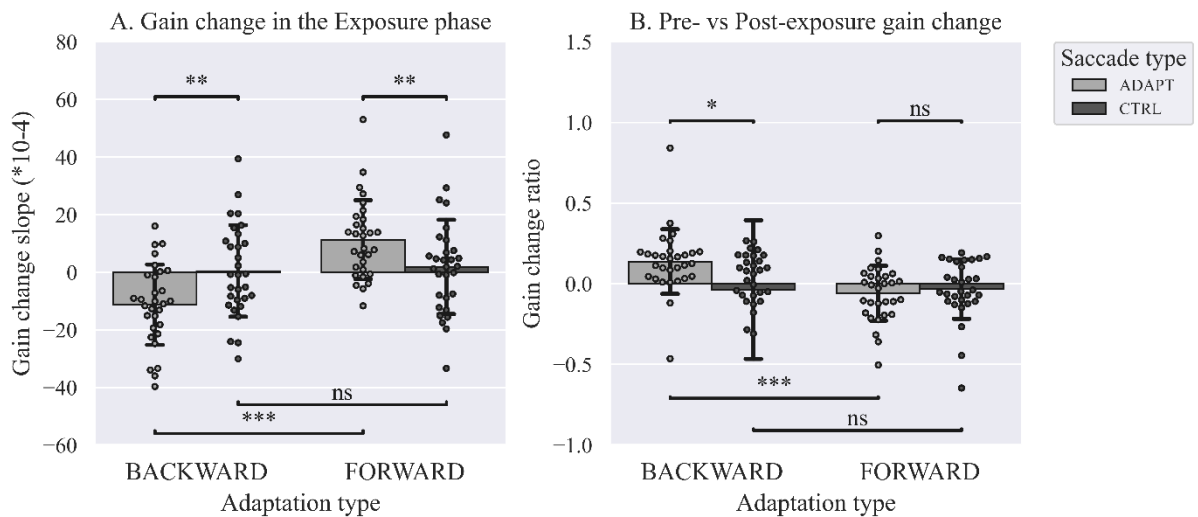 A. Gain change in the Exposure phase
B. Pre- vs Post-exposure gain change
Gain change slope (*10-4)
80
60
40
20
0
−20
−40
−60
**
**
ns
***
BACKWARD
FORWARD
Adaptation type
Gain change ratio
1.5
1.0
0.5
0.0
−0.5
−1.0
*
ns
***
ns
BACKWARD
FORWARD
Adaptation type
Saccade type
ADAPT
CTRL